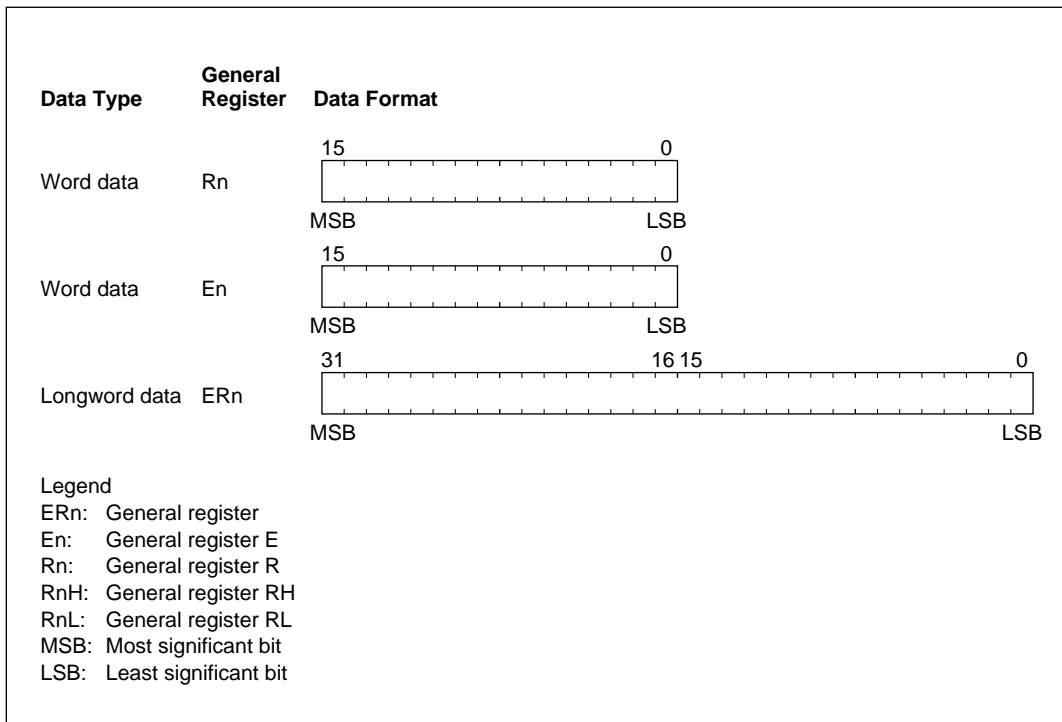 General
Data Type Register Data Format
15 0
Word data Rn
MSB LSB
15 0
Word data En
MSB LSB
31 16 15 0
Longword data ERn
MSB LSB
Legend
ERn: General register
En: General register E
Rn: General register R
RnH: General register RH
RnL: General register RL
MSB: Most significant bit
LSB: Least significant bit